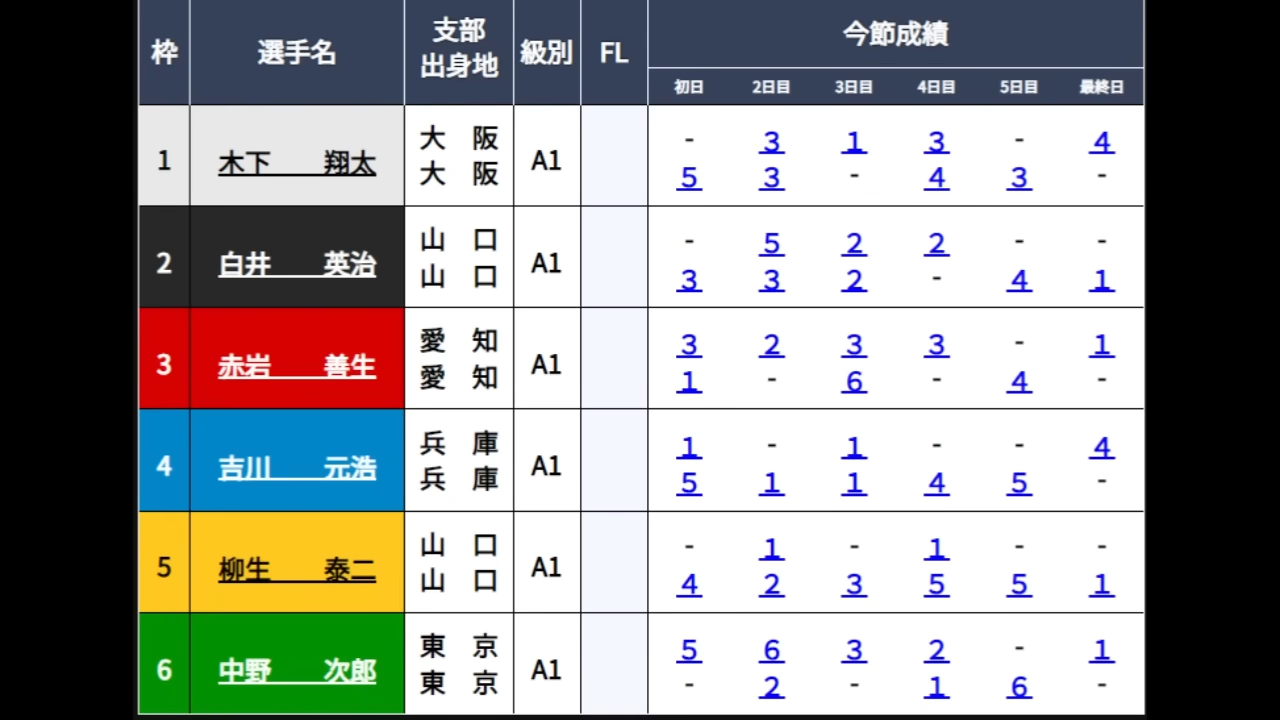 枠 選手名 支部 出身地 級別 FL 今節成績
初日 2日目 3日目 4日目 5日目 最終日
1 木下 翔太 大阪 A1 - 3 1 3 - 4
大阪 5 3 - 4 3 -
2 白井 英治 山口 A1 - 5 2 2 - -
山口 3 3 2 - 4 1
3 赤岩 善生 愛知 A1 3 2 3 3 - 1
愛知 1 - 6 - 4 -
4 吉川 元浩 兵庫 A1 1 - 1 - - 4
兵庫 5 1 1 4 5 -
5 柳生 泰二 山口 A1 - 1 - 1 - -
山口 4 2 3 5 5 1
6 中野 次郎 東京 A1 5 6 3 2 - 1
東京 - 2 - 1 6 -